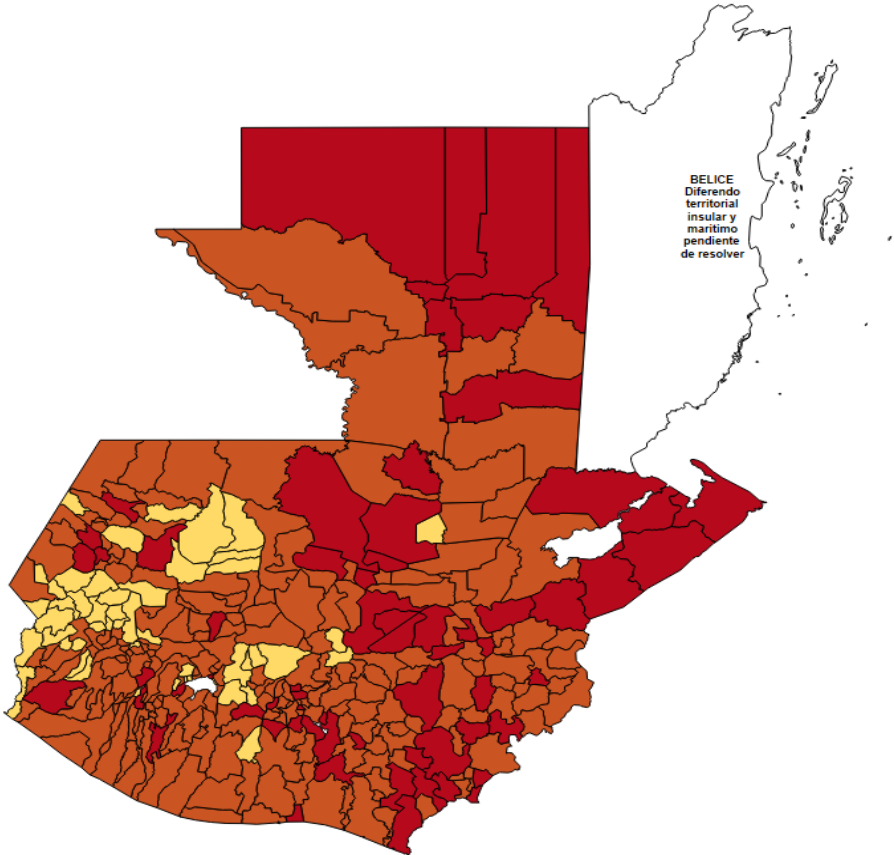 BELICE
Diferendo
territorial
insular y
marítimo
pendiente
de resolver